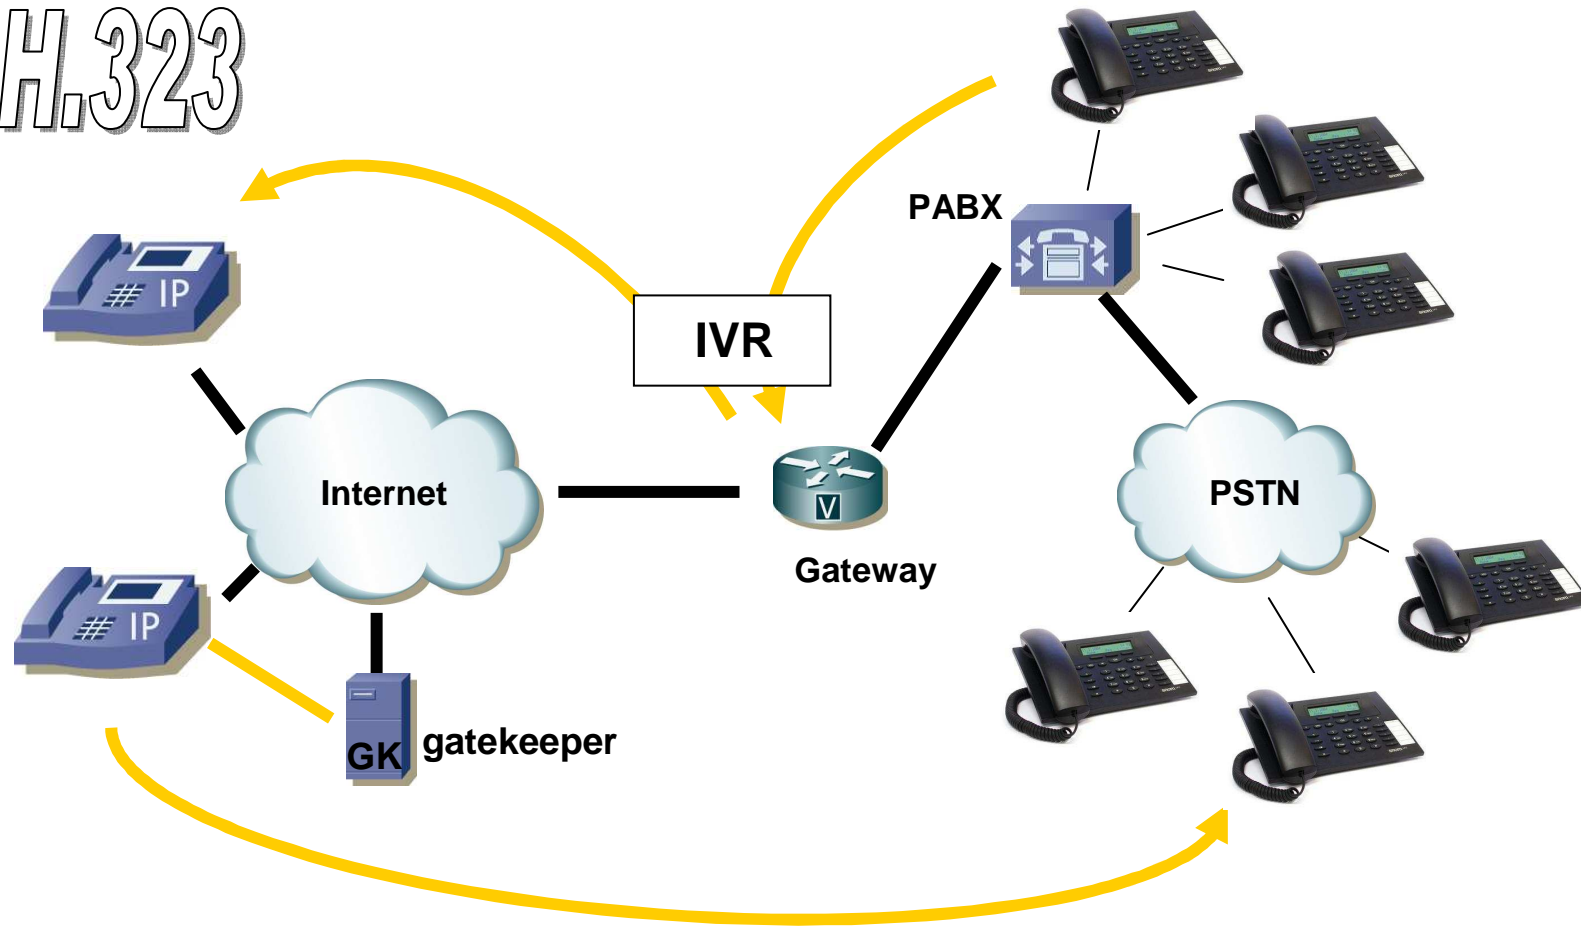 H.323
PABX
IP
IVR
Internet
PSTN
V
Gateway
IP
GK
gatekeeper